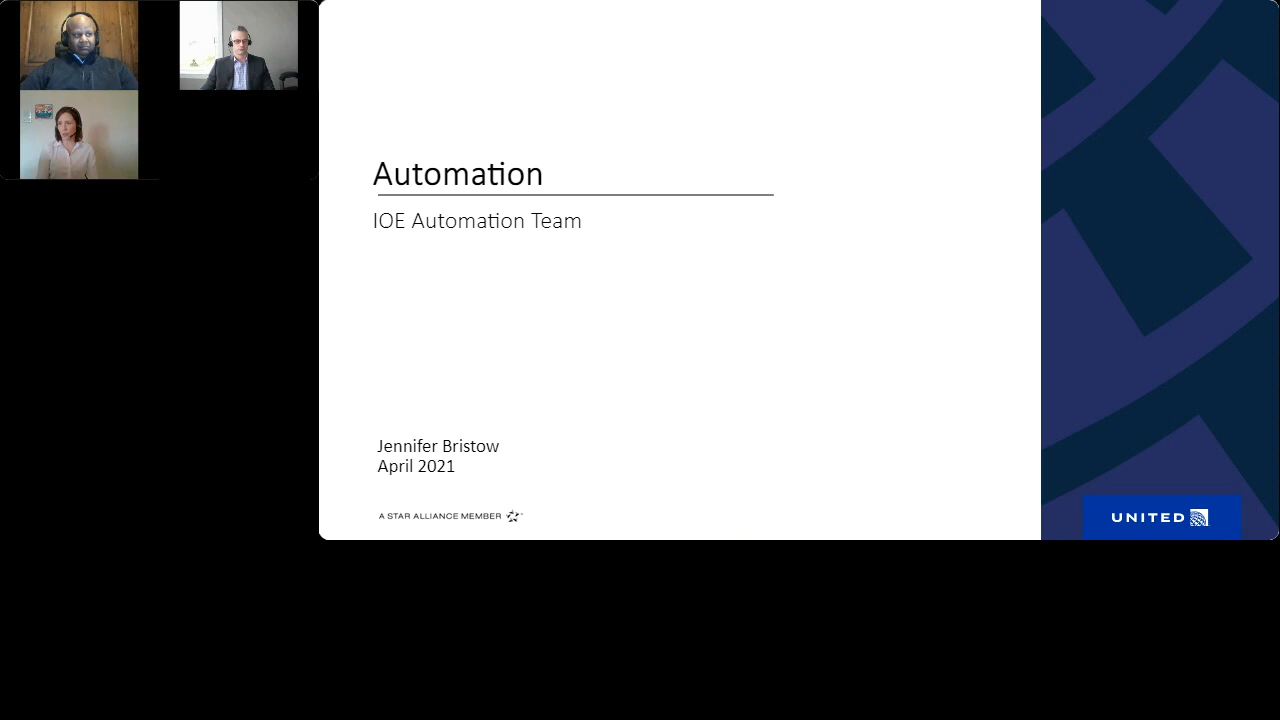 Automation
IOE Automation Team
Jennifer Bristow
April 2021
A STAR ALLIANCE MEMBER
UNITED